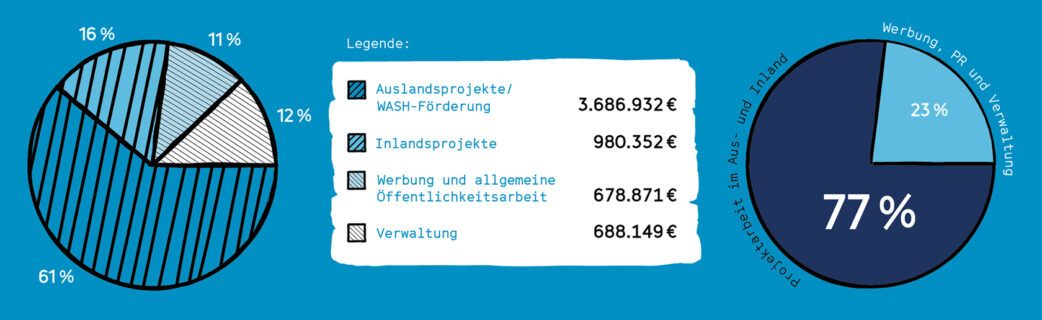 16 %
11 %
12 %
61 %
Legende:
Auslandsprojekte/
WASH-Förderung
3.686.932 €
Inlandsprojekte
980.352 €
Werbung und allgemeine
Öffentlichkeitsarbeit
678.871 €
Verwaltung
688.149 €
Projektarbeit im Aus- und Inland
77 %
Werbung, PR und Verwaltung
23 %